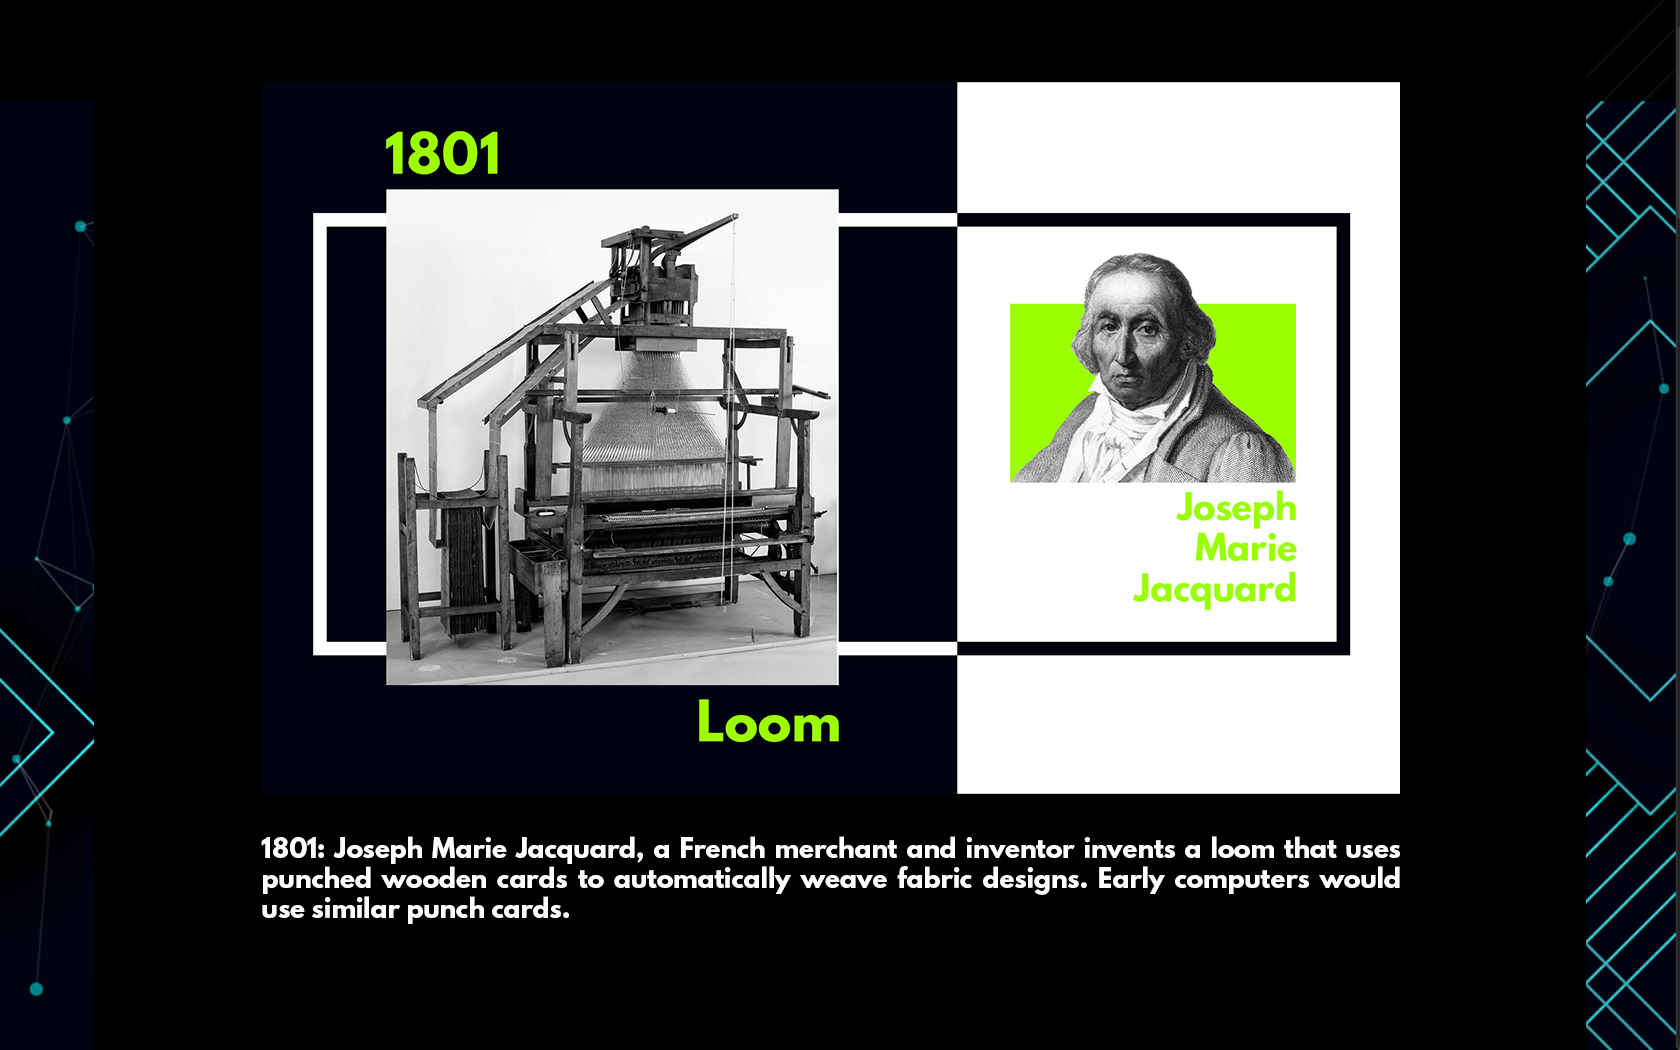 1801
Loom
Joseph
Marie
Jacquard
1801: Joseph Marie Jacquard, a French merchant and inventor invents a loom that uses
punched wooden cards to automatically weave fabric designs. Early computers would
use similar punch cards.